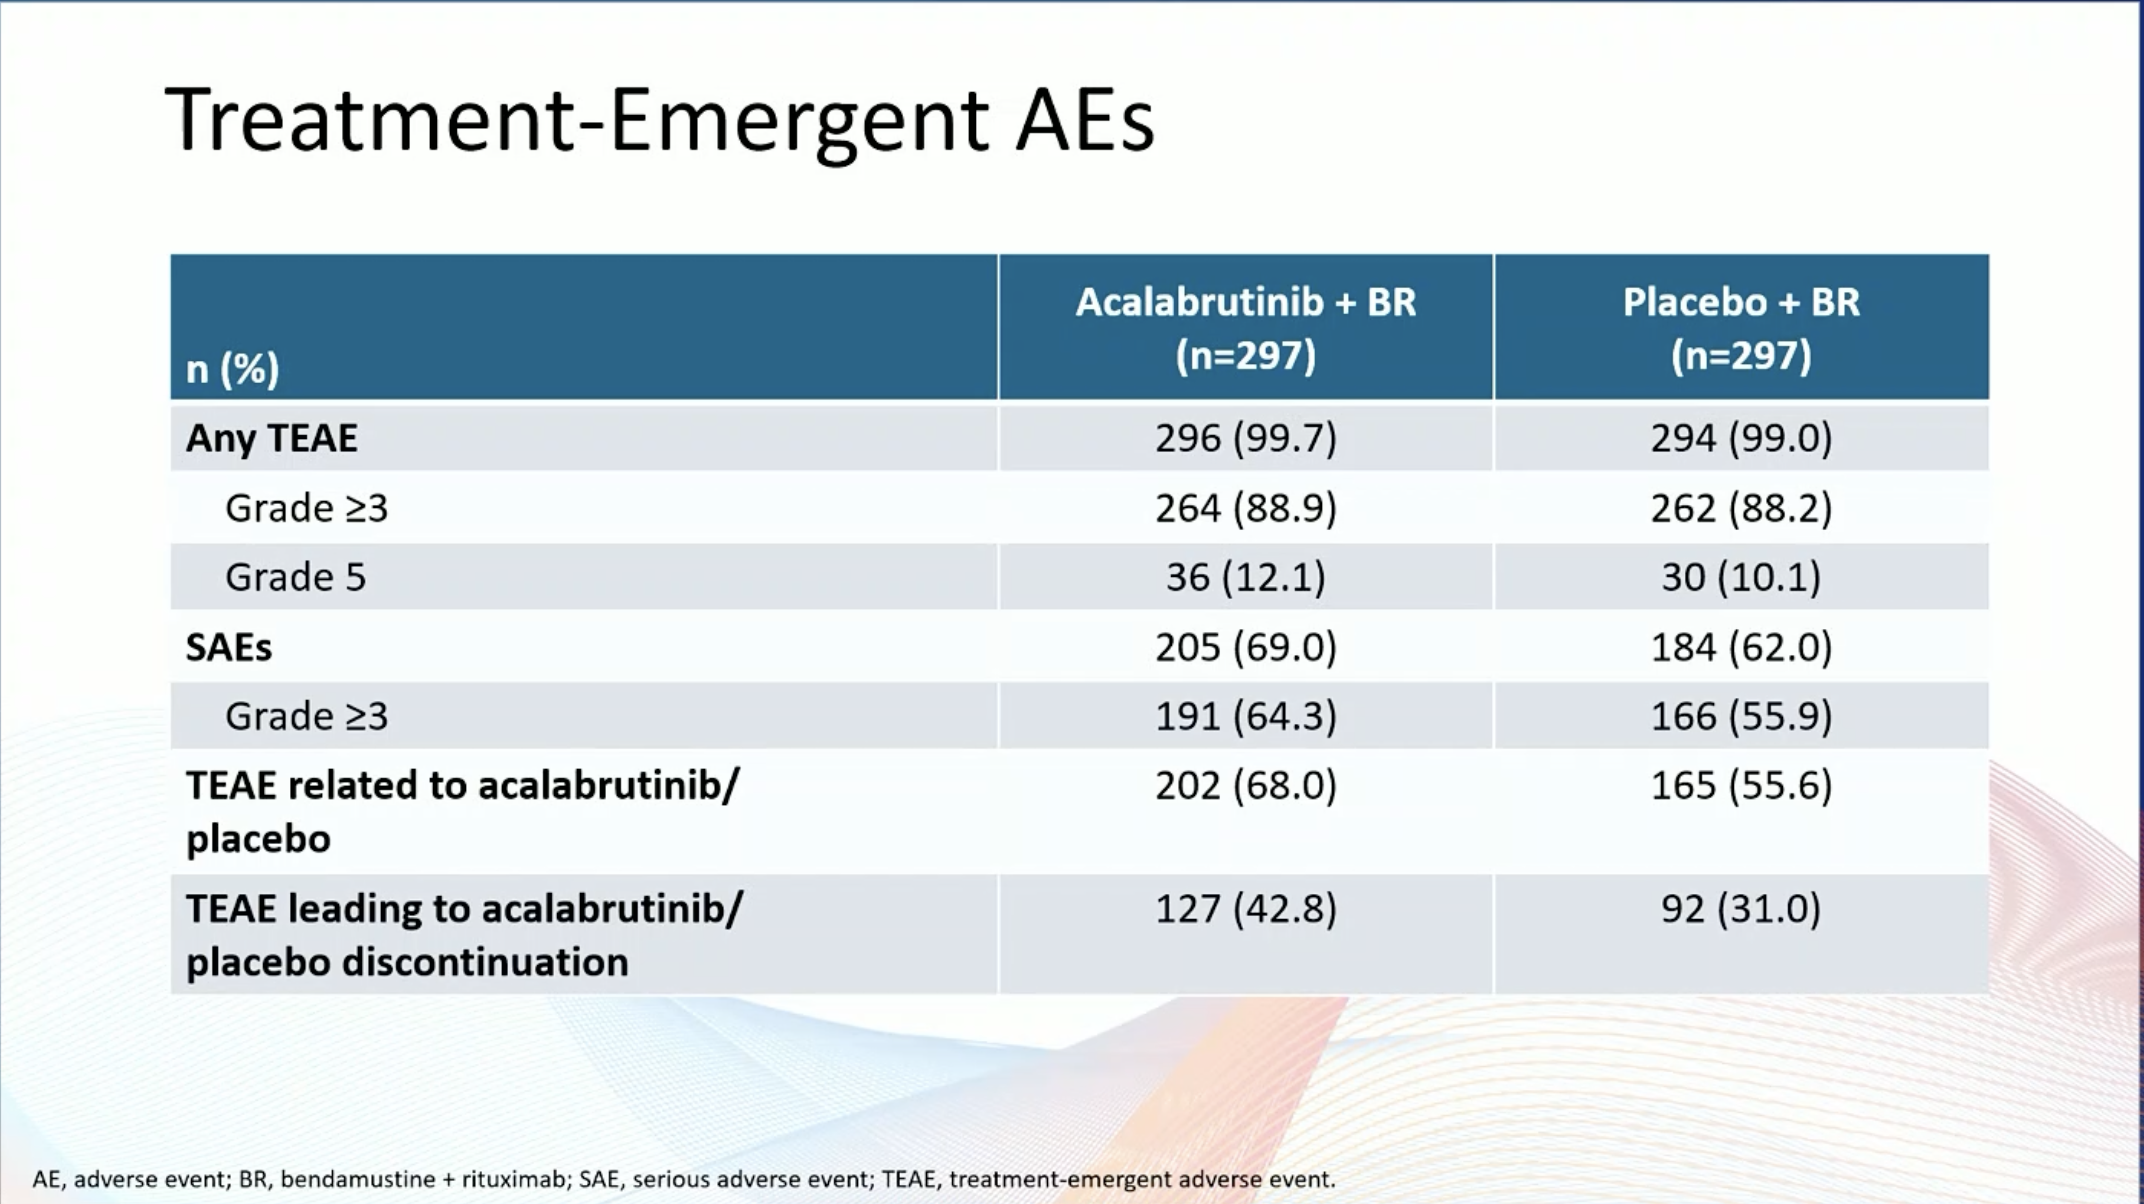 Treatment-Emergent AEs
n (%)
Acalabrutinib + BR
(n=297)
Placebo + BR
(n=297)
Any TEAE 296 (99.7) 294 (99.0)
Grade ≥3 264 (88.9) 262 (88.2)
Grade 5 36 (12.1) 30 (10.1)
SAEs 205 (69.0) 184 (62.0)
Grade ≥3 191 (64.3) 166 (55.9)
TEAE related to acalabrutinib/ 202 (68.0) 165 (55.6)
placebo
TEAE leading to acalabrutinib/ 127 (42.8) 92 (31.0)
placebo discontinuation
AE, adverse event; BR, bendamustine + rituximab; SAE, serious adverse event; TEAE, treatment-emergent adverse event.